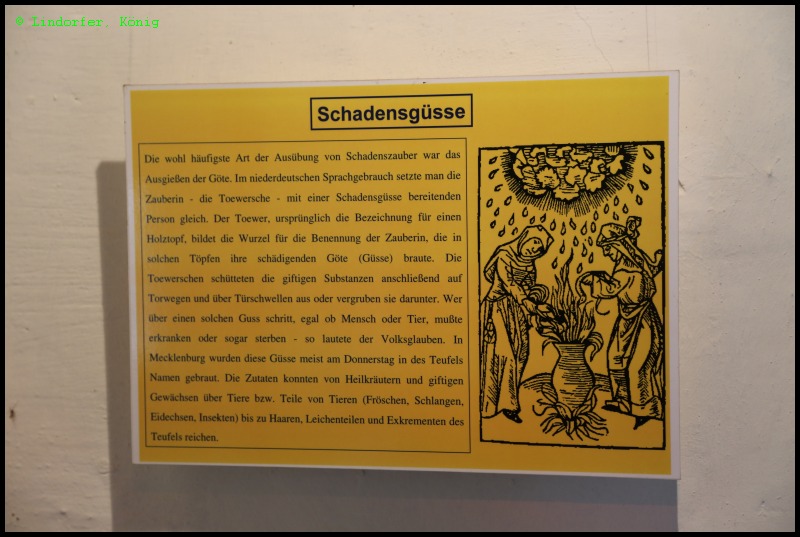 © Lindorfer, König
Schadensgüsse
Die wohl häufigste Art der Ausübung von Schadenszauber war das
Ausgießen der Göte. Im niederdeutschen Sprachgebrauch setzte man die
Zauberin - die Toewersche - mit einer Schadensgüsse bereitenden
Person gleich. Der Toewer, ursprünglich die Bezeichnung für einen
Holztopf, bildet die Wurzel für die Benennung der Zauberin, die in
solchen Töpfen ihre schädigenden Göte (Güsse) braute. Die
Toewerschen schütteten die giftigen Substanzen anschließend auf
Torwegen und über Türschwellen aus oder vergruben sie darunter. Wer
über einen solchen Guss schritt, egal ob Mensch oder Tier, mußte
erkranken oder sogar sterben - so lautete der Volksglauben. In
Mecklenburg wurden diese Güsse meist am Donnerstag in des Teufels
Namen gebraut. Die Zutaten konnten von Heilkräutern und giftigen
Gewächsen über Tiere bzw. Teile von Tieren (Fröschen, Schlangen,
Eidechsen, Insekten) bis zu Haaren, Leichenteilen und Exkrementen des
Teufels reichen.